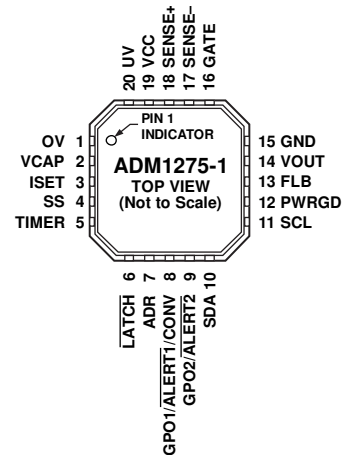 20 UV
19 VCC
18 SENSE+
17 SENSE–
16 GATE
PIN 1
INDICATOR
OV 1
VCAP 2
ISET 3
SS 4
TIMER 5
ADM1275-1
TOP VIEW
(Not to Scale)
15 GND
14 VOUT
13 FLB
12 PWRGD
11 SCL
LATCH 6
ADR 7
GPO1/ALERT1/CONV 8
GPO2/ALERT2 9
SDA 10